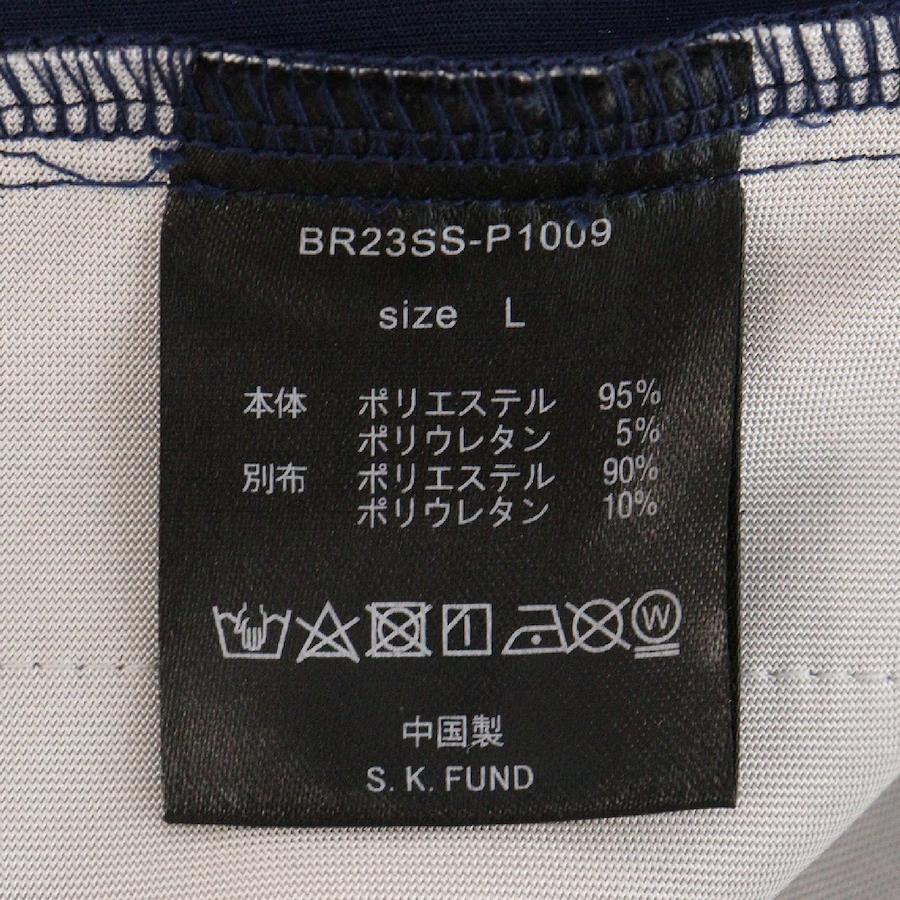 BR23SS-P1009
size L
本体 ポリエステル 95%
ポリウレタン 5%
別布 ポリエステル 90%
ポリウレタン 10%
W
中国製
S. K. FUND